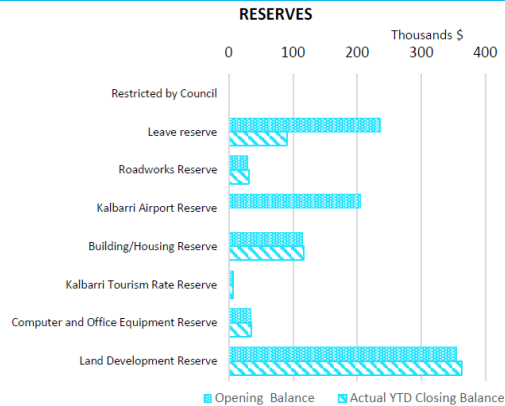 RESERVES
Thousands $
0 100 200 300 400
Restricted by Council
Leave reserve
Roadworks Reserve
Kalbarri Airport Reserve
Building/Housing Reserve
Kalbarri Tourism Rate Reserve
Computer and Office Equipment Reserve
Land Development Reserve
Opening Balance Actual YTD Closing Balance